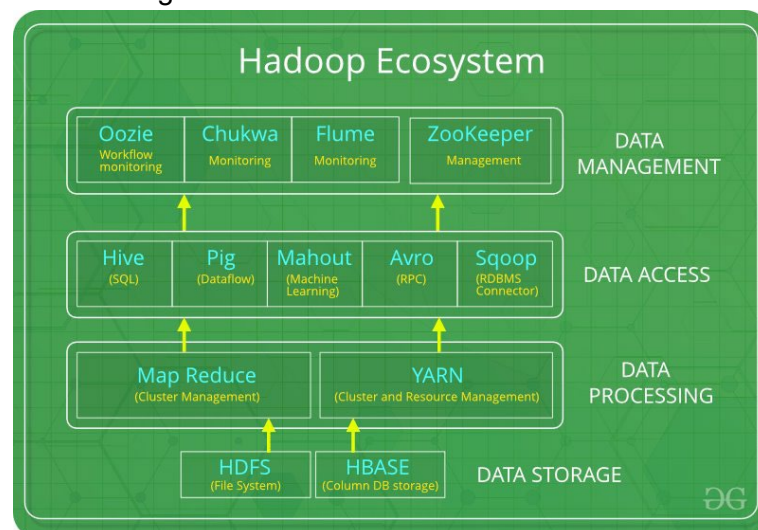 Hadoop Ecosystem
Oozie
Workflow
monitoring
Chukwa
Monitoring
Flume
Monitoring
ZooKeeper
Management
DATA
MANAGEMENT
Hive
(SQL)
Pig
(Dataflow)
Mahout
(Machine
Learning)
Avro
(RPC)
Sqoop
(RDBMS
Connector)
DATA ACCESS
Map Reduce
(Cluster Management)
YARN
(Cluster and Resource Management)
DATA
PROCESSING
HDFS
(File System)
HBASE
(Column DB storage)
DATA STORAGE